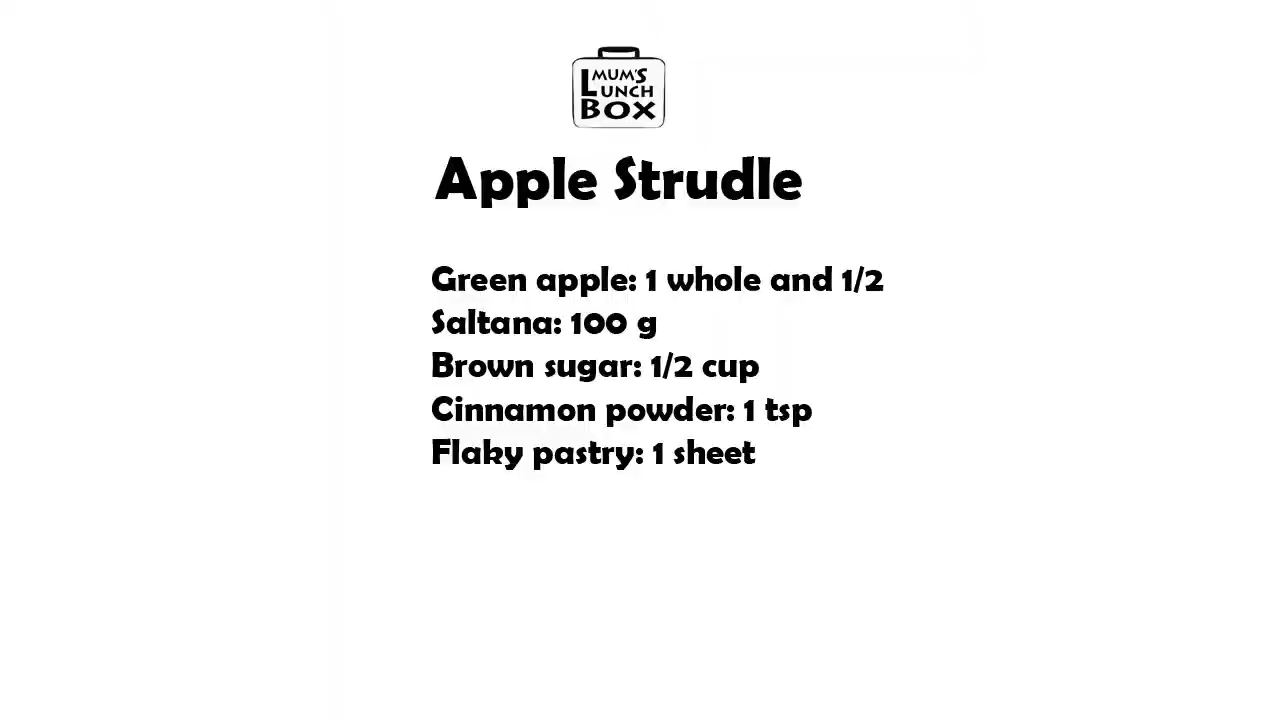 MUM'S
LUNCH
BOX
Apple Strudle
Green apple: 1 whole and 1/2
Saltana: 100 g
Brown sugar: 1/2 cup
Cinnamon powder: 1 tsp
Flaky pastry: 1 sheet